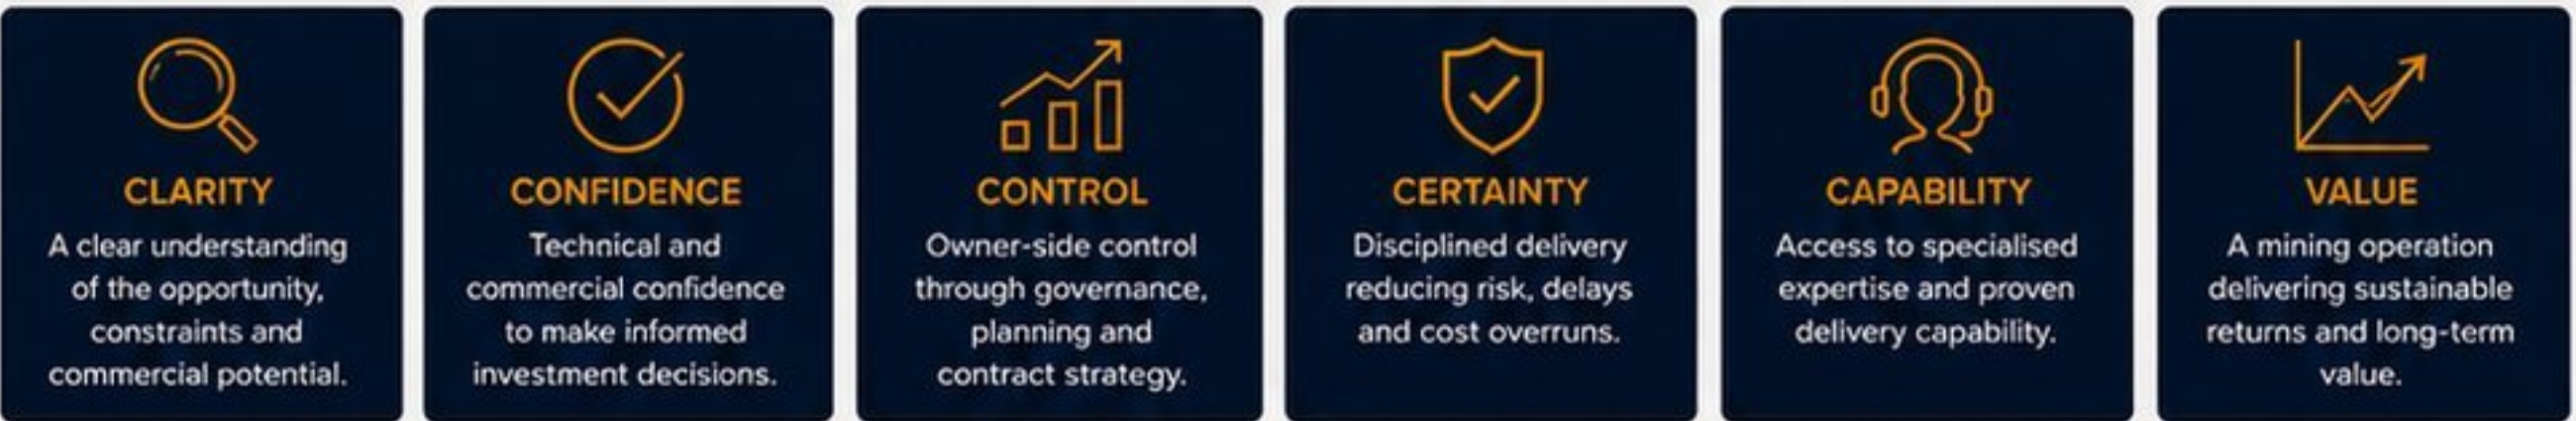 CLARITY
A clear understanding
of the opportunity,
constraints and
commercial potential.
CONFIDENCE
Technical and
commercial confidence
to make informed
investment decisions.
CONTROL
Owner-side control
through governance,
planning and
contract strategy.
CERTAINTY
Disciplined delivery
reducing risk, delays
and cost overruns.
CAPABILITY
Access to specialised
expertise and proven
delivery capability.
VALUE
A mining operation
delivering sustainable
returns and long-term
value.